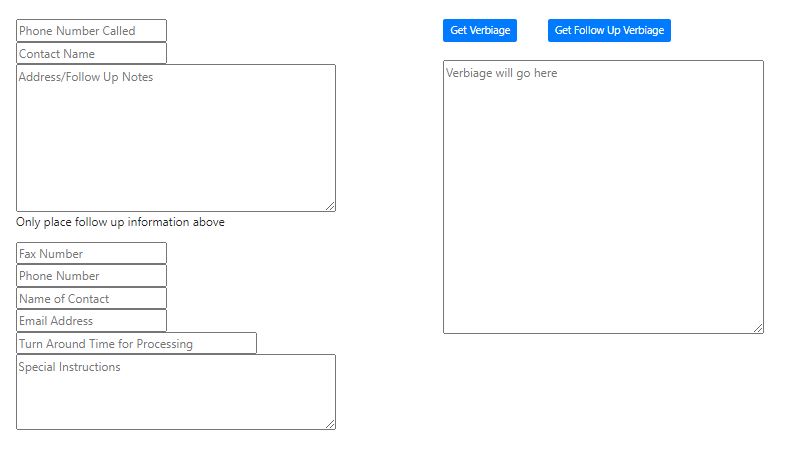 Phone Number Called
Contact Name
Address/Follow Up Notes
Only place follow up information above
Fax Number
Phone Number
Name of Contact
Email Address
Turn Around Time for Processing
Special Instructions
Get Verbiage
Get Follow Up Verbiage
Verbiage will go here